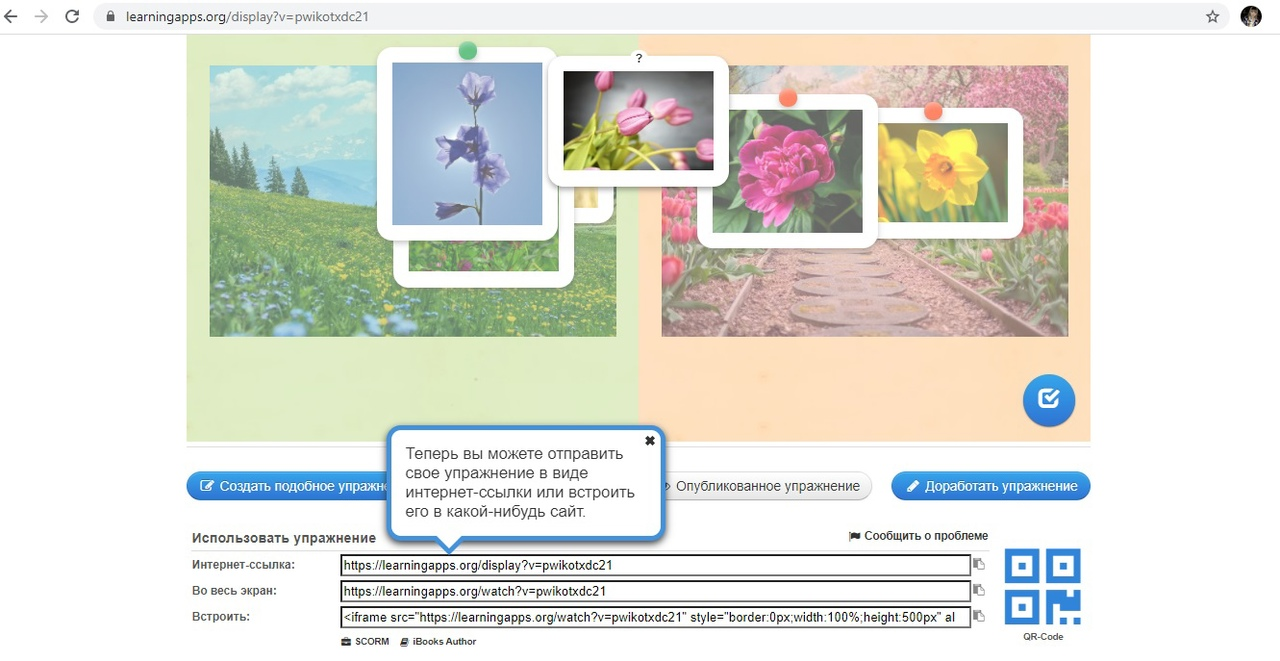 learningapps.org/display?v=pwikotxdc21
?
Теперь вы можете отправить
свое упражнение в виде
интернет-ссылки или встроить
его в какой-нибудь сайт.
Создать подобное упражне
Опубликованное упражнение
Доработать упражнение
Использовать упражнение
Сообщить о проблеме
Интернет-ссылка:
https://learningapps.org/display?v=pwikotxdc21
Во весь экран:
https://learningapps.org/watch?v=pwikotxdc21
Встроить:
<iframe src="https://learningapps.org/watch?v=pwikotxdc21" style="border:0px;width:100%;height:500px" al
SCORM
iBooks Author
QR-Code